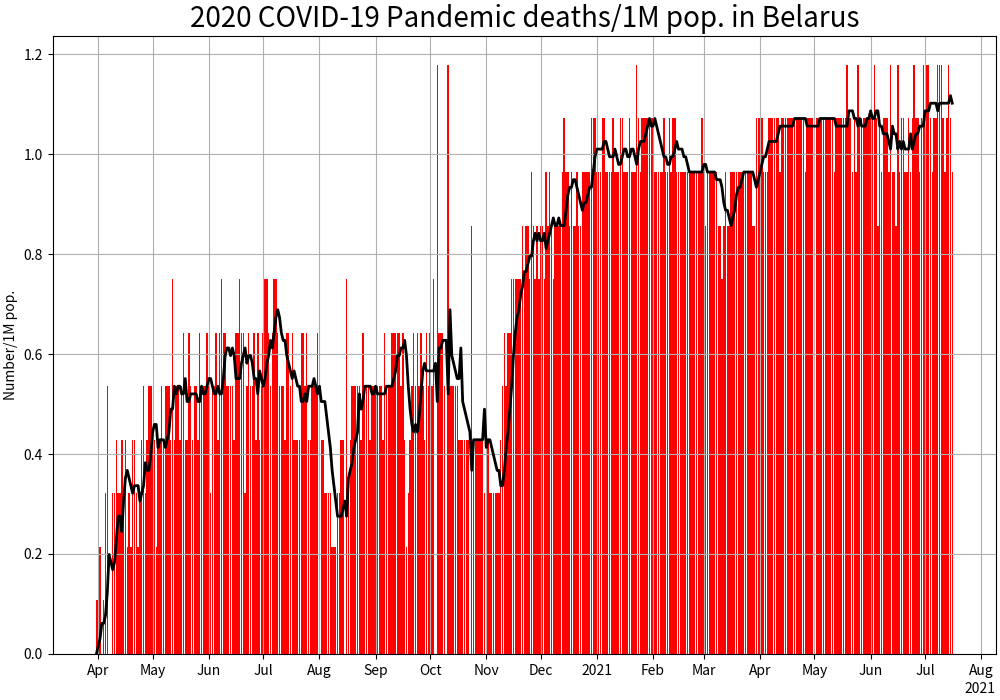 2020 COVID-19 Pandemic deaths/1M pop. in Belarus
Number/1M pop.
1.2
1.0
0.8
0.6
0.4
0.2
0.0
Apr May Jun Jul Aug Sep Oct Nov Dec 2021 Feb Mar Apr May Jun Jul Aug
2021